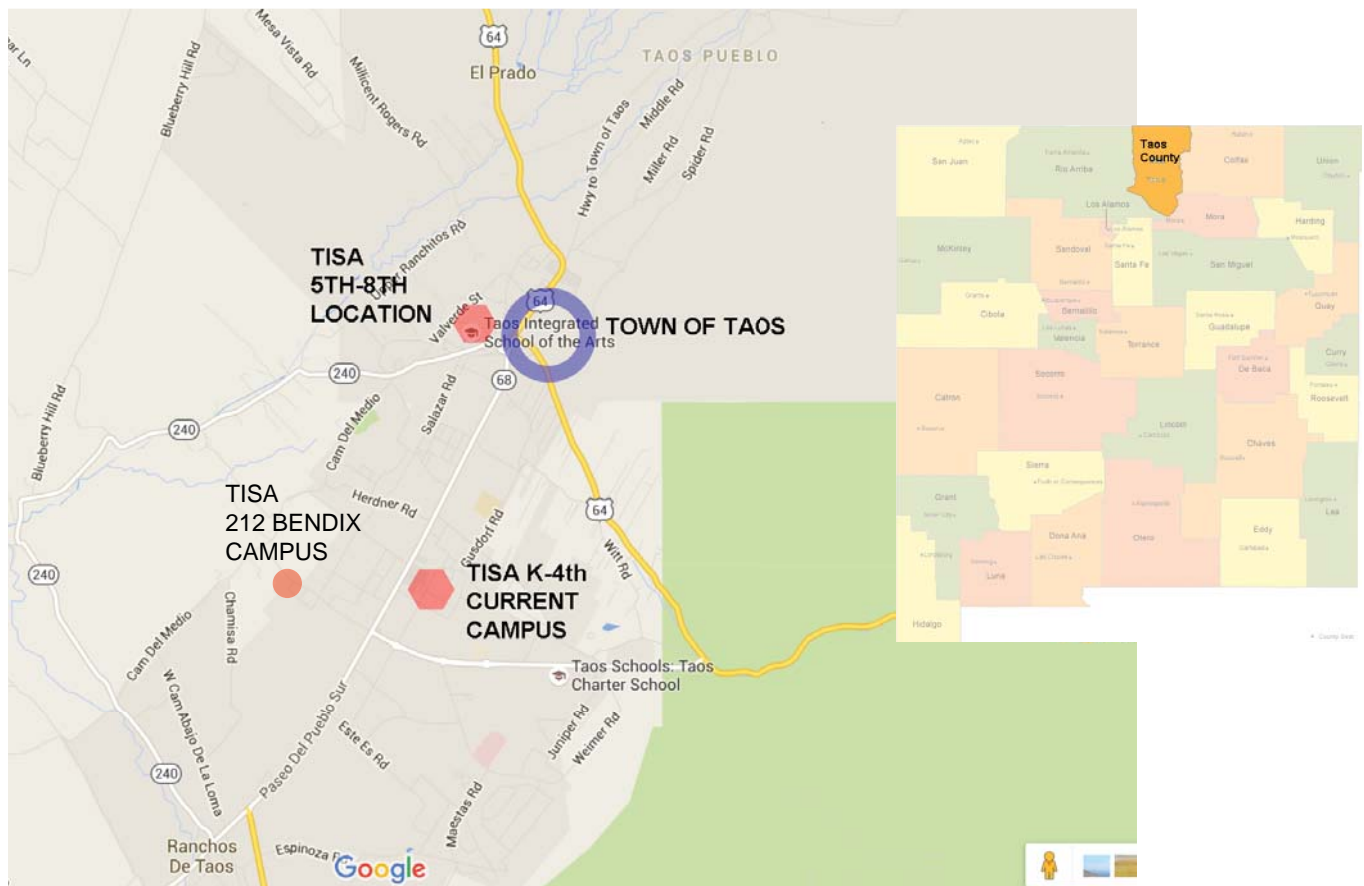 64
El Prado
TAOS PUEBLO
Mesa Vista Rd
Blueberry Hill Rd
Millicent Rogers Rd
Hwy to Town of Taos
Middle Rd
Miller Rd
Spider Rd
Upper Ranchitos Rd
TISA
5TH-8TH
LOCATION
Valverde St
Taos Integrated
School of the Arts
64
TOWN OF TAOS
240
68
Salazar Rd
Cam Del Medio
240
Blueberry Hill Rd
TISA
212 BENDIX
CAMPUS
Herdner Rd
Gusdorf Rd
64
Witt Rd
240
TISA K-4th
CURRENT
CAMPUS
Cam Del Medio
Chamisa Rd
W Cam Abajo De La Loma
Taos Schools: Taos
Charter School
Paseo Del Pueblo Sur
Este Es Rd
Juniper Rd
Weimer Rd
Maestas Rd
240
Ranchos
De Taos
Espinoza
Google
Taos
County
San Juan
Rio Arriba
Colfax
Union
Los Alamos
Mora
Harding
McKinley
Sandoval
Santa Fe
San Miguel
Cibola
Bernalillo
Valencia
Torrance
Guadalupe
Quay
Curry
De Baca
Roosevelt
Socorro
Catron
Lincoln
Chaves
Sierra
Grant
Dona Ana
Otero
Eddy
Lea
Luna
Hidalgo
County Seat